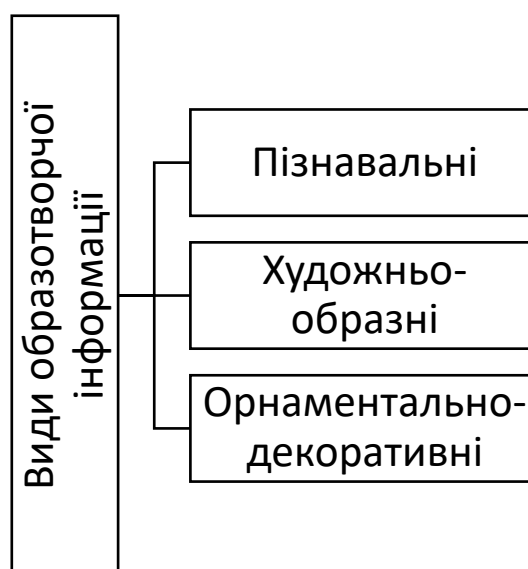 Види образотворчої
інформації
Пізнавальні
Художньо-
образні
Орнаментально-
декоративні